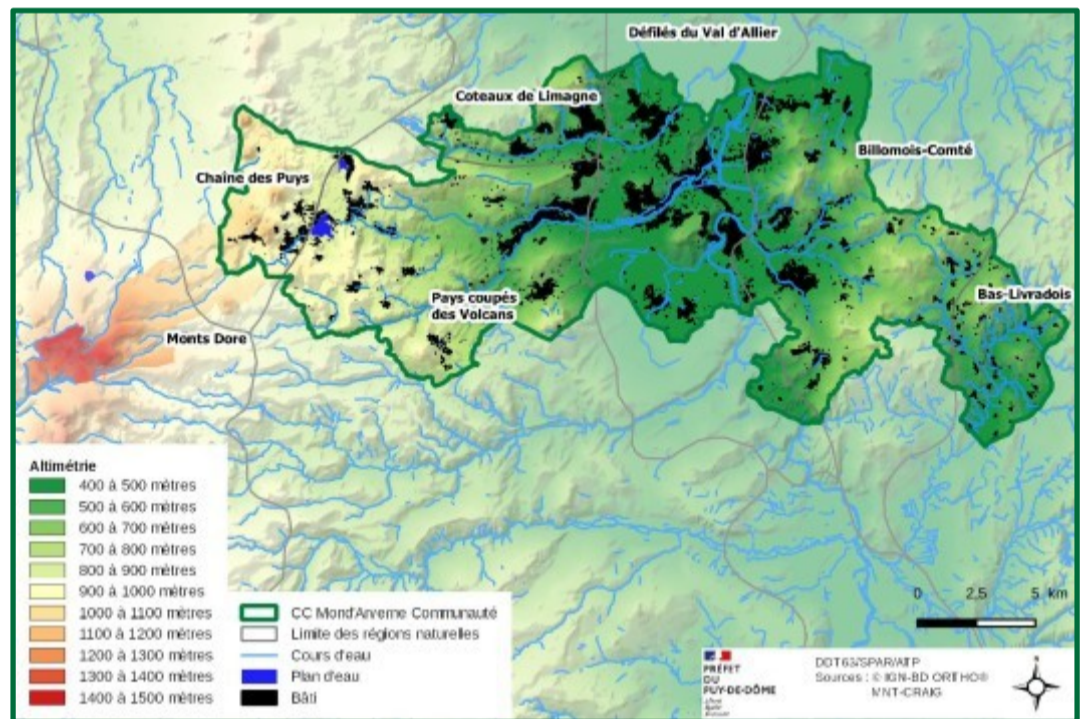 Défilés du Val d'Allier
Coteaux de Limagne
Billomois-Comté
Chaîne des Puys
Bas-Livradois
Pays coupés
des Volcans
Monts Dore
Altimétrie
400 à 500 mètres
500 à 600 mètres
600 à 700 mètres
700 à 800 mètres
800 à 900 mètres
900 à 1000 mètres
1000 à 1100 mètres
1100 à 1200 mètres
1200 à 1300 mètres
1300 à 1400 mètres
1400 à 1500 mètres
CC Mond'Arverne Communauté
Limite des régions naturelles
Cours d'eau
Plan d'eau
Bâti
0 2,5 5 km
PRÉFET
DU
PUY-DE-DÔME
Liberté
Égalité
Fraternité
DDT63/SPAR/ATP
Sources : © IGN-BD ORTHO®
MNT-CRAIG
N